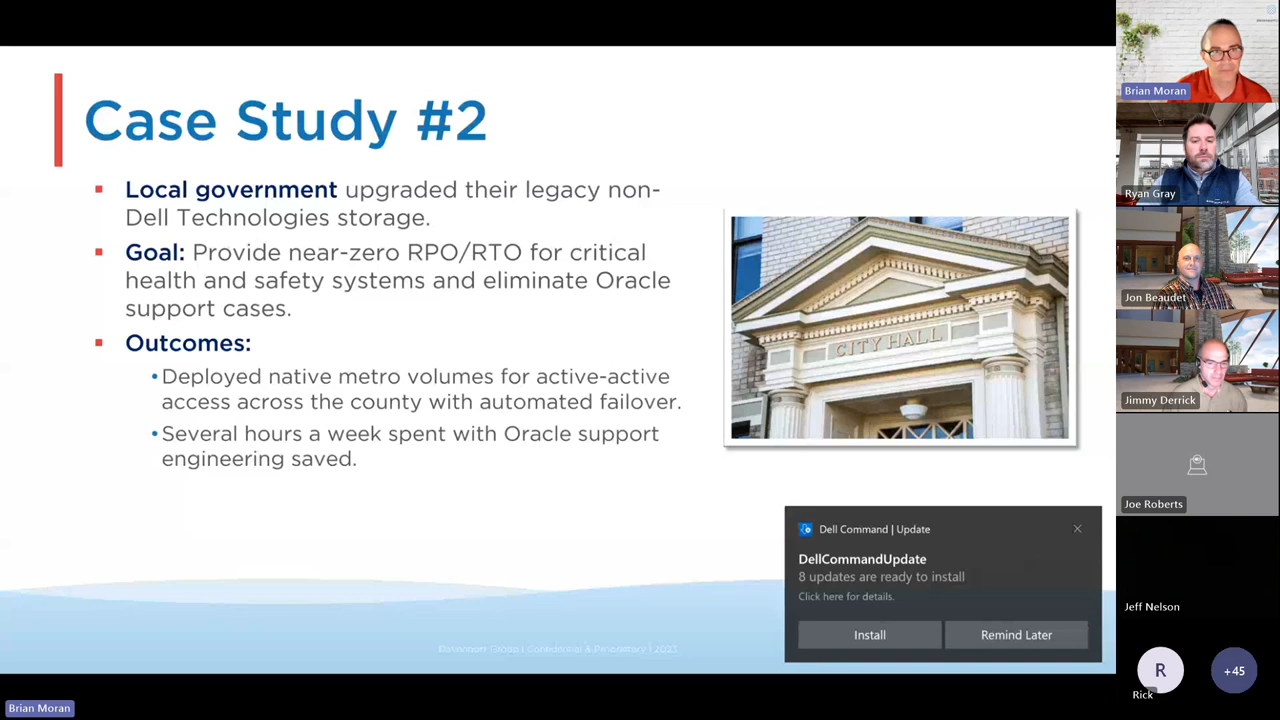 Case Study #2
Local government upgraded their legacy non-
Dell Technologies storage.
Goal: Provide near-zero RPO/RTO for critical
health and safety systems and eliminate Oracle
support cases.
Outcomes:
Deployed native metro volumes for active-active
access across the county with automated failover.
Several hours a week spent with Oracle support
engineering saved.
CITY HALL
Dell Command | Update
DellCommandUpdate
8 updates are ready to install
Click here for details.
Install
Remind Later
Group | Confidential & Proprietary | 2023
Brian Moran
Brian Moran
Ryan Gray
Jon Beaudet
Jimmy Derrick
Joe Roberts
Jeff Nelson
R
Rick
+45